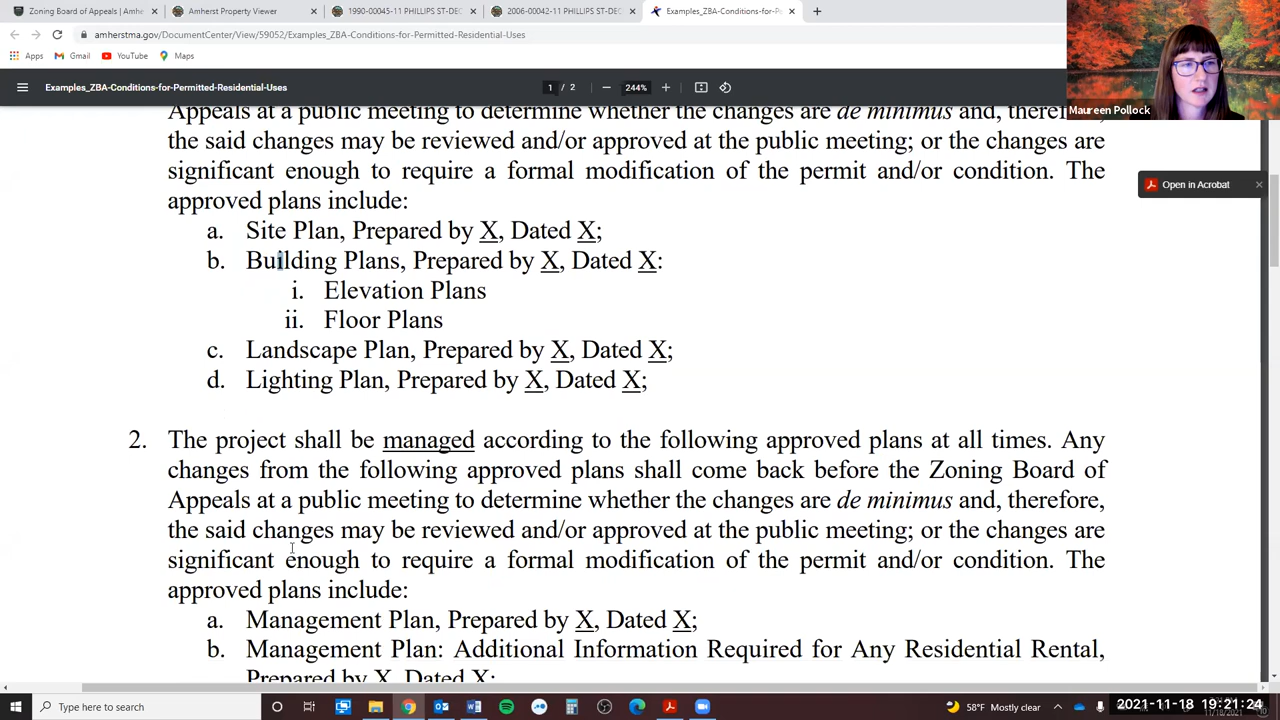 Zoning Board of Appeals | Amhe
Amherst Property Viewer
1990-00045-11 PHILLIPS ST-DEC
2006-00042-11 PHILLIPS ST-DEC
Examples_ZBA-Conditions-for-P
amherstma.gov/DocumentCenter/View/59052/Examples_ZBA-Conditions-for-Permitted-Residential-Uses
Apps
Gmail
YouTube
Maps
Examples_ZBA-Conditions-for-Permitted-Residential-Uses
1 / 2
244%
Maureen Pollock
Open in Acrobat
Appeals at a public meeting to determine whether the changes are de minimus and, therefore,
the said changes may be reviewed and/or approved at the public meeting; or the changes are
significant enough to require a formal modification of the permit and/or condition. The
approved plans include:
a. Site Plan, Prepared by X, Dated X;
b. Building Plans, Prepared by X, Dated X:
i. Elevation Plans
ii. Floor Plans
c. Landscape Plan, Prepared by X, Dated X;
d. Lighting Plan, Prepared by X, Dated X;
2. The project shall be managed according to the following approved plans at all times. Any
changes from the following approved plans shall come back before the Zoning Board of
Appeals at a public meeting to determine whether the changes are de minimus and, therefore,
the said changes may be reviewed and/or approved at the public meeting; or the changes are
significant enough to require a formal modification of the permit and/or condition. The
approved plans include:
a. Management Plan, Prepared by X, Dated X;
b. Management Plan: Additional Information Required for Any Residential Rental,
Prepared by X, Dated X;
Type here to search
58°F Mostly clear
2021-11-18 19:21:24